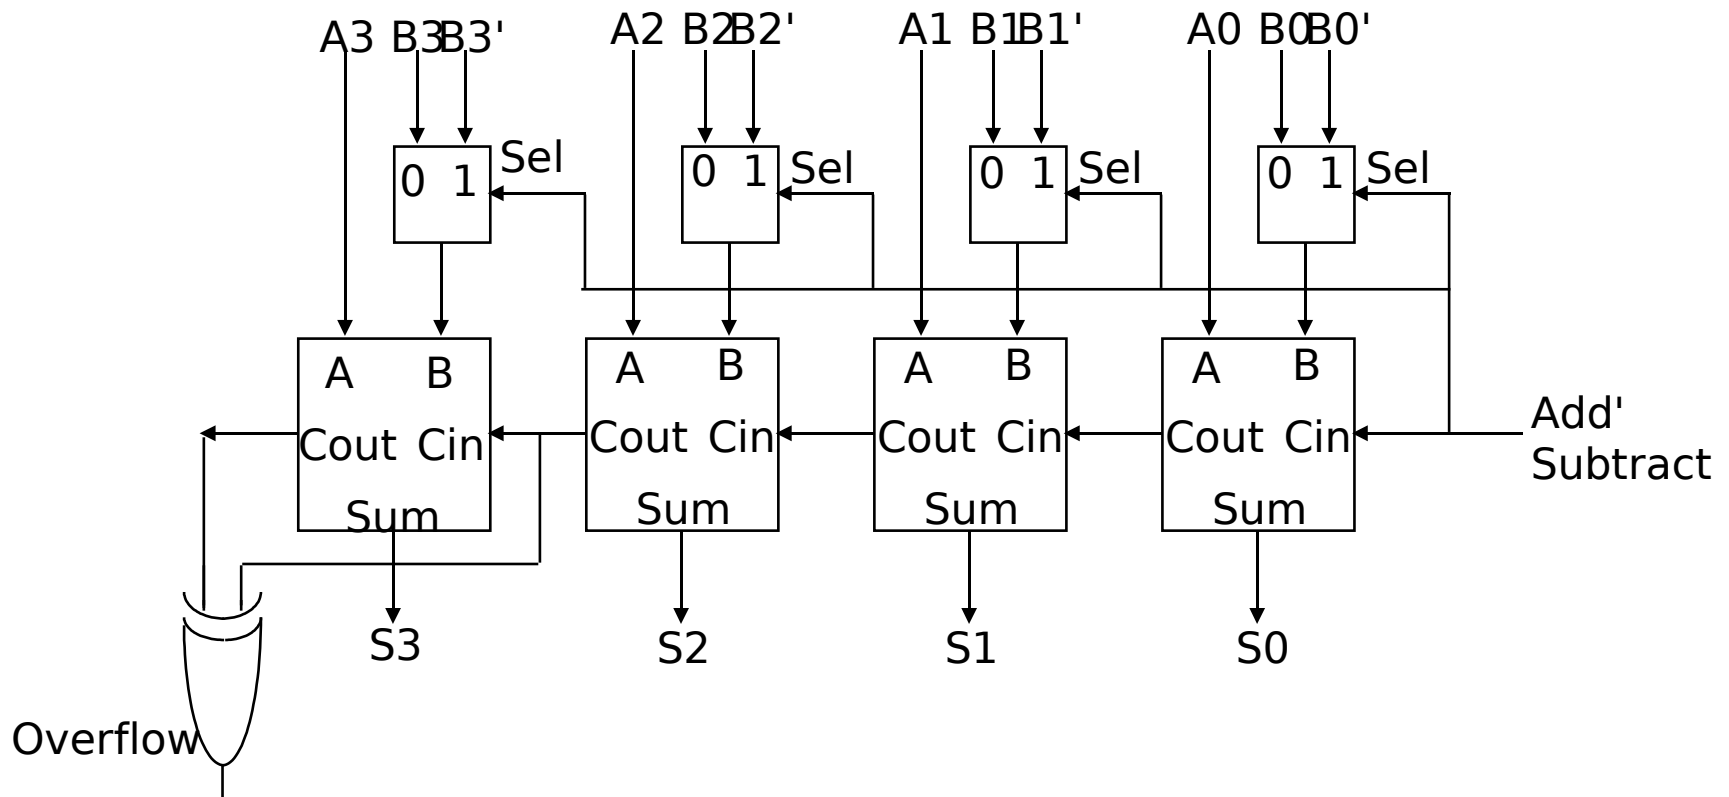 A3 B3 B3' A2 B2 B2' A1 B1 B1' A0 B0 B0'
0 1 Sel 0 1 Sel 0 1 Sel 0 1 Sel
A B A B A B A B
Add'
Cout Cin Cout Cin Cout Cin Cout Cin
Subtract
Sum Sum Sum Sum
S3 S2 S1 S0
Overflow